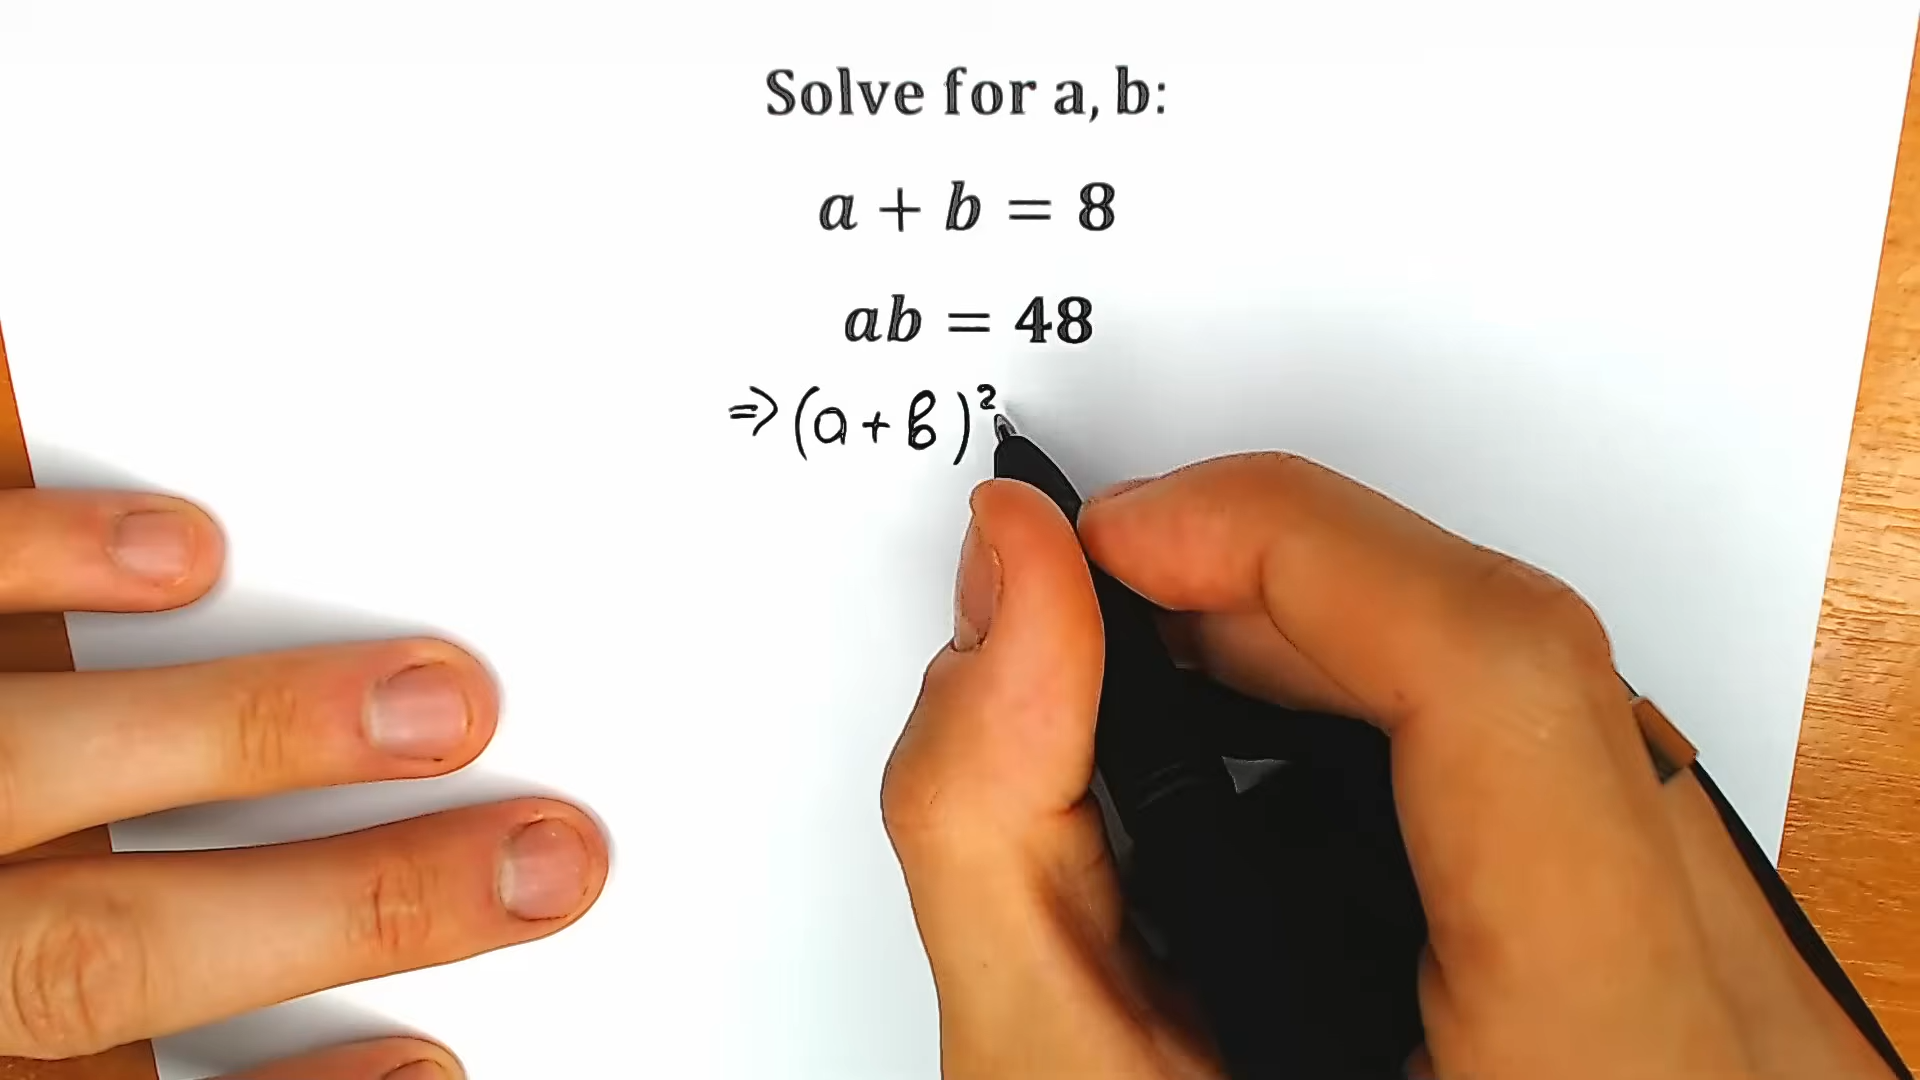 Solve for a, b:
a + b = 8
ab = 48
⇒ (a + b)²